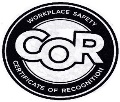 WORKPLACE SAFETY
COR
CERTIFICATE OF RECOGNITION